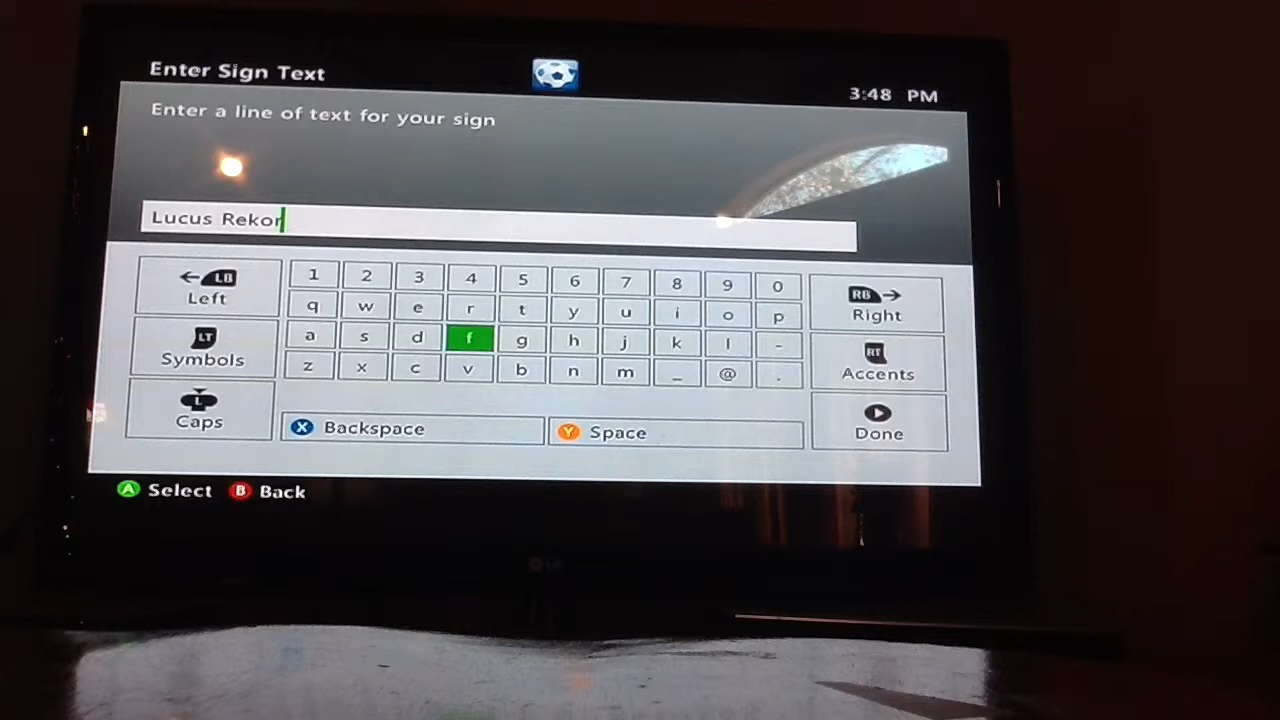 Enter Sign Text
3:48 PM
Enter a line of text for your sign
Lucus Rekor
LB
Left
1 2 3 4 5 6 7 8 9 0
RB
Right
q w e r t y u i o p
LT
Symbols
a s d f g h j k l -
RT
Accents
z x c v b n m _ @ .
L
Caps
X Backspace
Y Space
Done
A Select B Back
LG